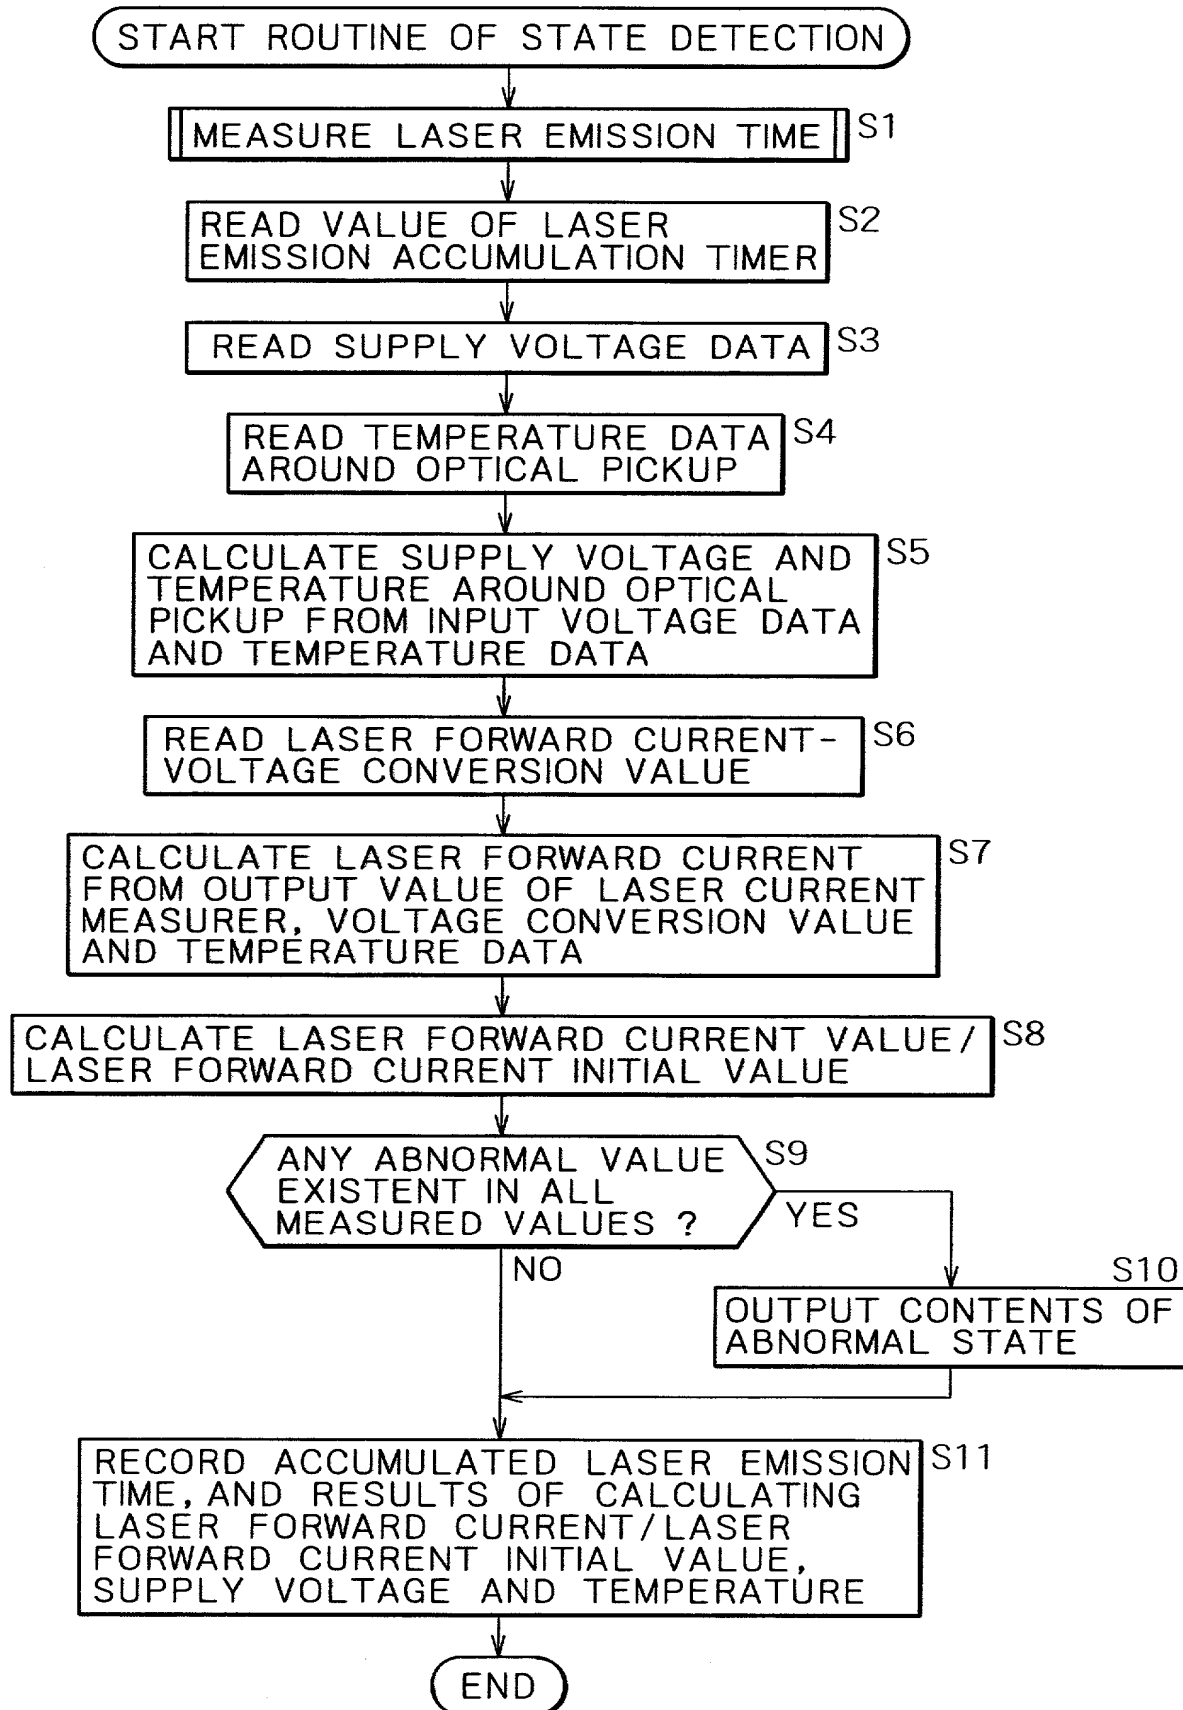 START ROUTINE OF STATE DETECTION
MEASURE LASER EMISSION TIME
S1
READ VALUE OF LASER
EMISSION ACCUMULATION TIMER
S2
READ SUPPLY VOLTAGE DATA
S3
READ TEMPERATURE DATA
AROUND OPTICAL PICKUP
S4
CALCULATE SUPPLY VOLTAGE AND
TEMPERATURE AROUND OPTICAL
PICKUP FROM INPUT VOLTAGE DATA
AND TEMPERATURE DATA
S5
READ LASER FORWARD CURRENT-
VOLTAGE CONVERSION VALUE
S6
CALCULATE LASER FORWARD CURRENT
FROM OUTPUT VALUE OF LASER CURRENT
MEASURER, VOLTAGE CONVERSION VALUE
AND TEMPERATURE DATA
S7
CALCULATE LASER FORWARD CURRENT VALUE/
LASER FORWARD CURRENT INITIAL VALUE
S8
ANY ABNORMAL VALUE
EXISTENT IN ALL
MEASURED VALUES ?
S9
YES
NO
S10
OUTPUT CONTENTS OF
ABNORMAL STATE
RECORD ACCUMULATED LASER EMISSION
TIME, AND RESULTS OF CALCULATING
LASER FORWARD CURRENT/LASER
FORWARD CURRENT INITIAL VALUE,
SUPPLY VOLTAGE AND TEMPERATURE
S11
END